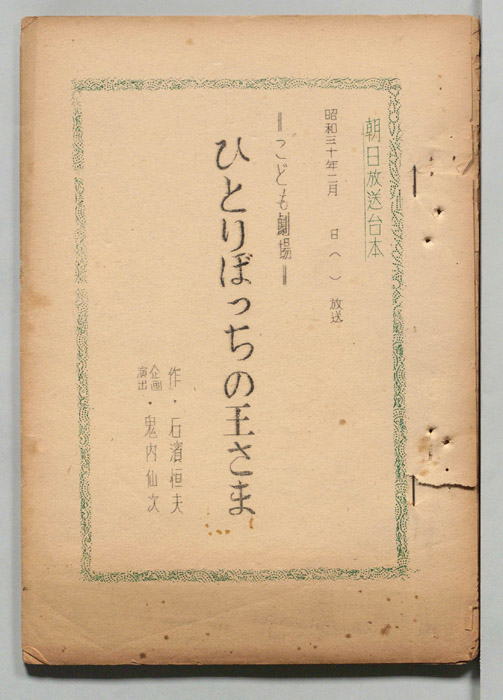 朝日放送台本
昭和三十年二月　　日（　）放送
＝こども劇場＝
ひとりぼっちの王さま
作・石濱恒夫
企画
演出・鬼内仙次